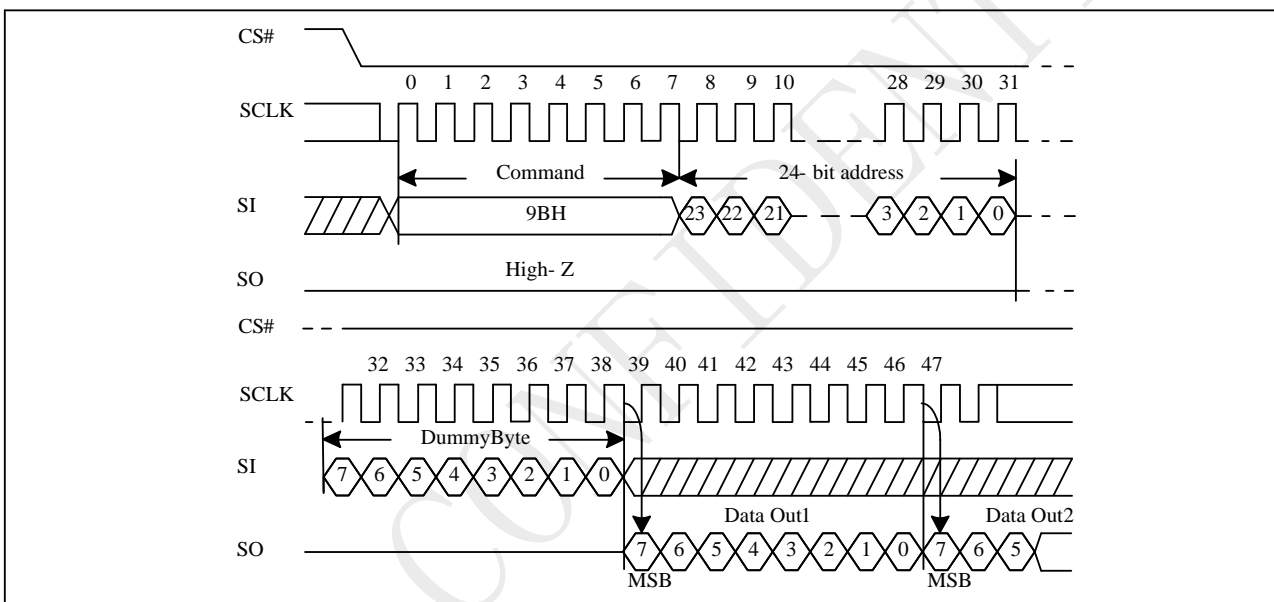 CS#
0 1 2 3 4 5 6 7 8 9 10 28 29 30 31
SCLK
Command 24- bit address
SI 9BH 23 22 21 3 2 1 0
SO High- Z
CS#
32 33 34 35 36 37 38 39 40 41 42 43 44 45 46 47
SCLK
DummyByte
SI 7 6 5 4 3 2 1 0
Data Out1 Data Out2
SO 7 6 5 4 3 2 1 0 7 6 5
MSB MSB
CONFIDENT